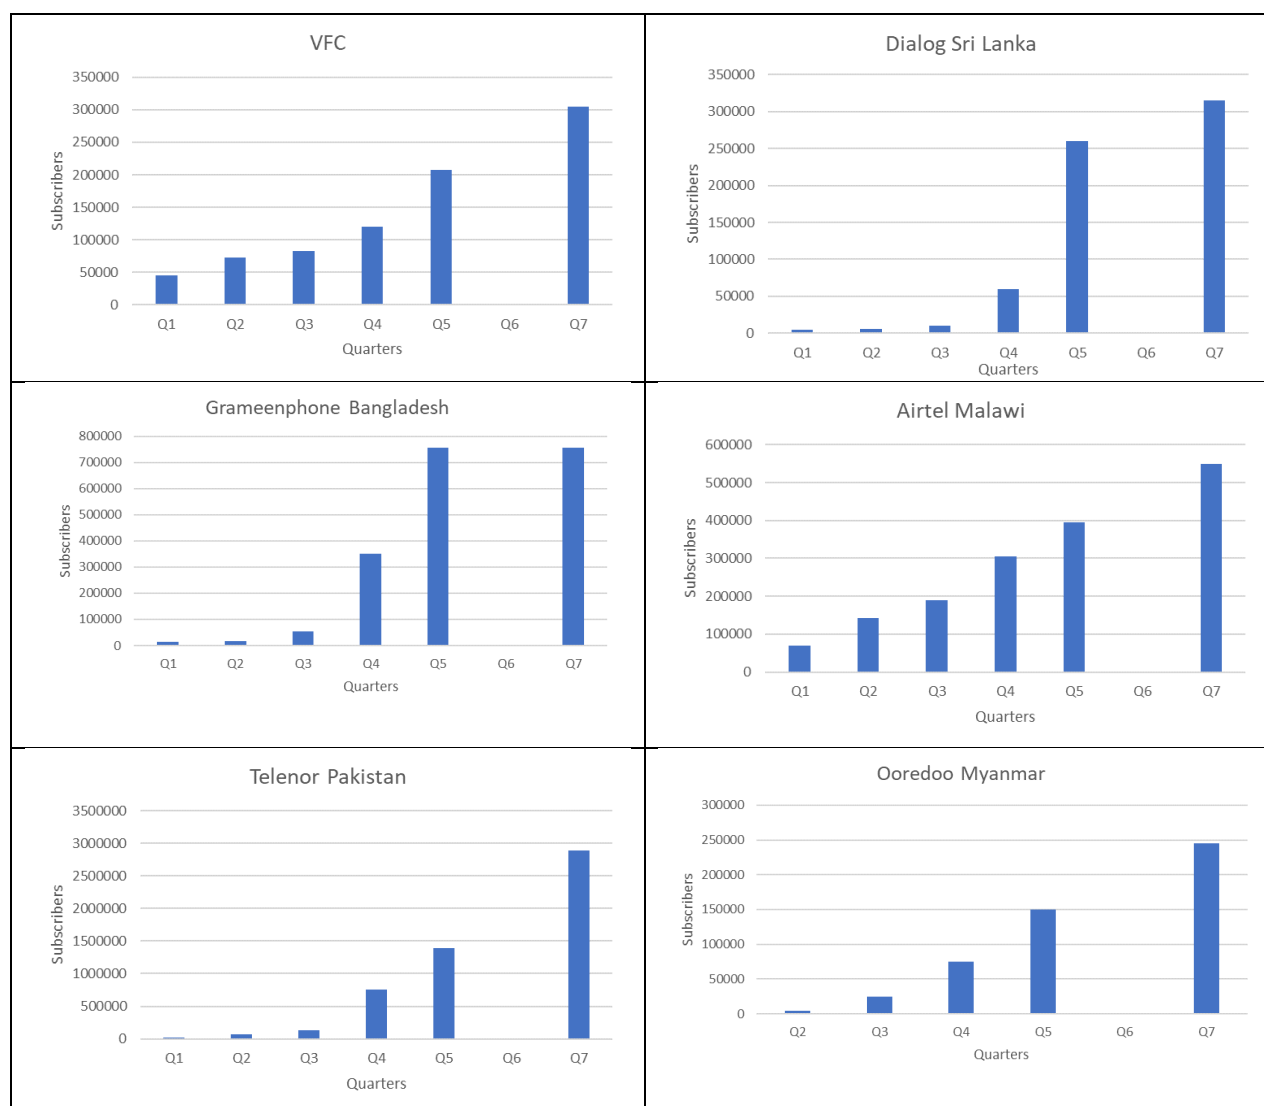 VFC
350000
300000
250000
200000
150000
100000
50000
0
Subscribers
Q1 Q2 Q3 Q4 Q5 Q6 Q7
Quarters
Dialog Sri Lanka
350000
300000
250000
200000
150000
100000
50000
0
Subscribers
Q1 Q2 Q3 Q4 Q5 Q6 Q7
Quarters
Grameenphone Bangladesh
800000
700000
600000
500000
400000
300000
200000
100000
0
Subscribers
Q1 Q2 Q3 Q4 Q5 Q6 Q7
Quarters
Airtel Malawi
600000
500000
400000
300000
200000
100000
0
Subscribers
Q1 Q2 Q3 Q4 Q5 Q6 Q7
Quarters
Telenor Pakistan
3500000
3000000
2500000
2000000
1500000
1000000
500000
0
Subscribers
Q1 Q2 Q3 Q4 Q5 Q6 Q7
Quarters
Ooredoo Myanmar
300000
250000
200000
150000
100000
50000
0
Subscribers
Q2 Q3 Q4 Q5 Q6 Q7
Quarters